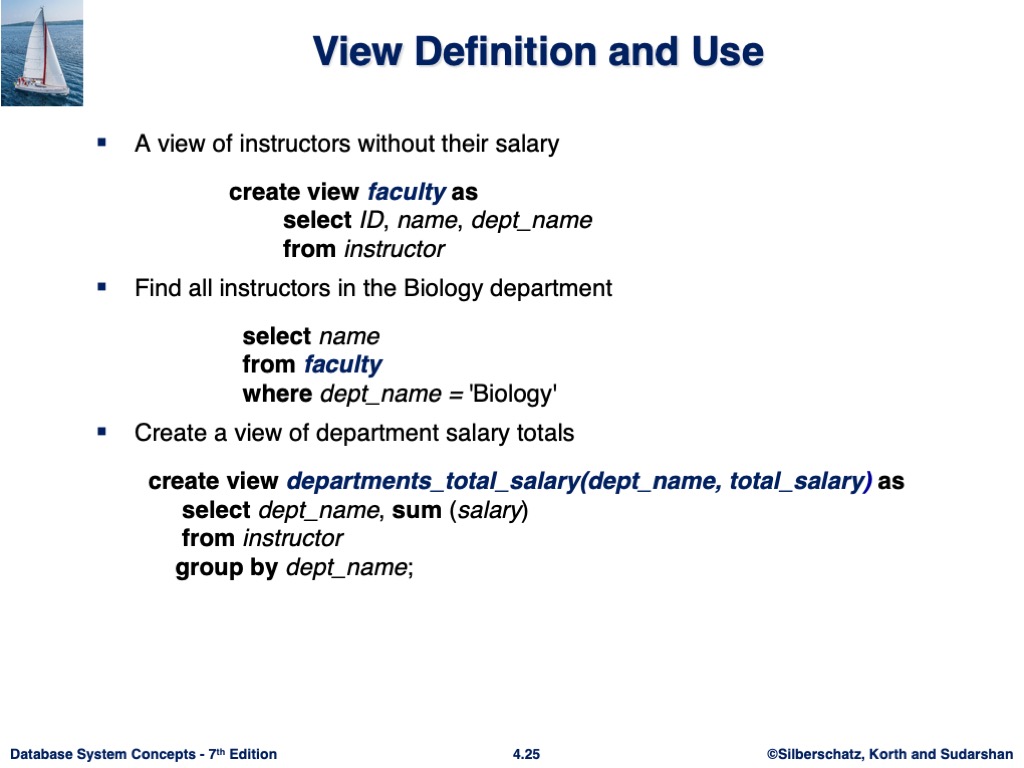 View Definition and Use
▪ A view of instructors without their salary
create view faculty as
select ID, name, dept_name
from instructor
▪ Find all instructors in the Biology department
select name
from faculty
where dept_name = 'Biology'
▪ Create a view of department salary totals
create view departments_total_salary(dept_name, total_salary) as
select dept_name, sum (salary)
from instructor
group by dept_name;
Database System Concepts - 7th Edition 4.25 ©Silberschatz, Korth and Sudarshan